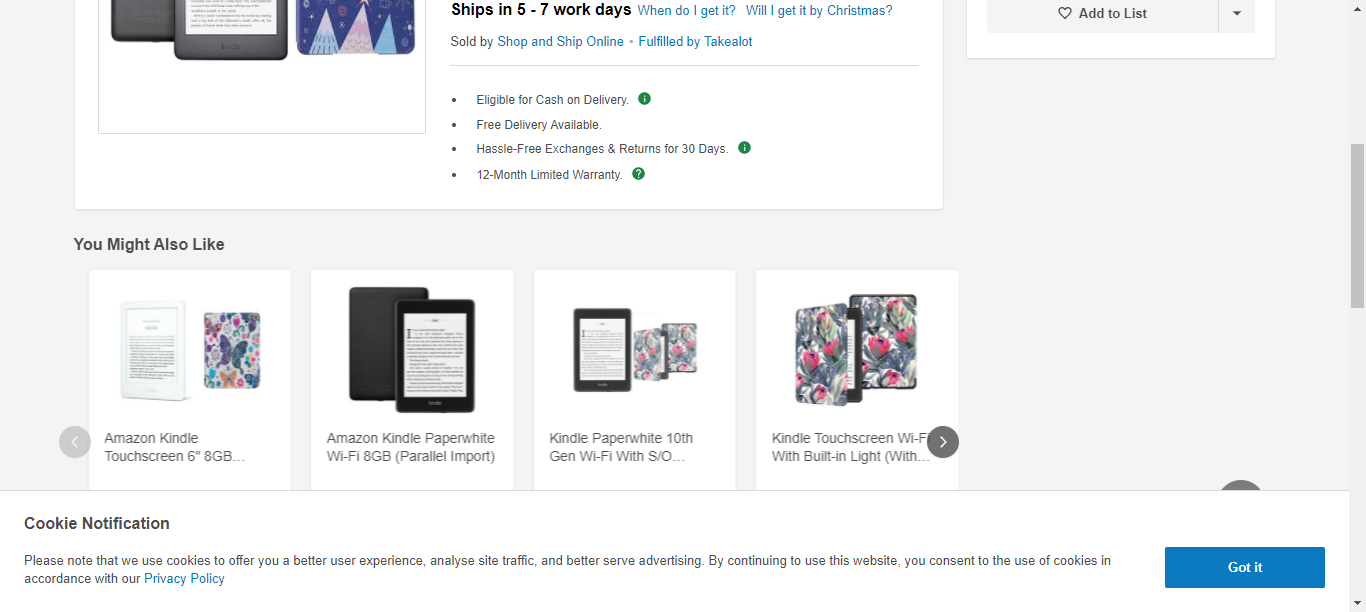 Ships in 5 - 7 work days When do I get it? Will I get it by Christmas?
Add to List
Sold by Shop and Ship Online • Fulfilled by Takealot
• Eligible for Cash on Delivery.
• Free Delivery Available.
• Hassle-Free Exchanges & Returns for 30 Days.
• 12-Month Limited Warranty.
You Might Also Like
Amazon Kindle
Touchscreen 6" 8GB...
Amazon Kindle Paperwhite
Wi-Fi 8GB (Parallel Import)
Kindle Paperwhite 10th
Gen Wi-Fi With S/O...
Kindle Touchscreen Wi-Fi
With Built-in Light (With...
Cookie Notification
Please note that we use cookies to offer you a better user experience, analyse site traffic, and better serve advertising. By continuing to use this website, you consent to the use of cookies in
accordance with our Privacy Policy
Got it